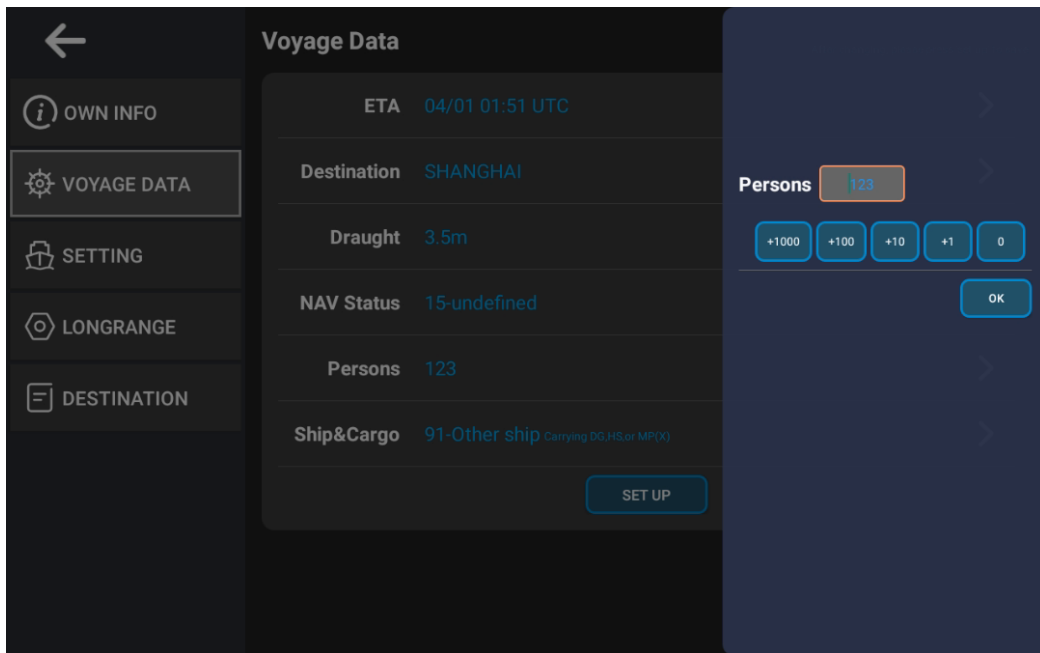 Voyage Data
OWN INFO
VOYAGE DATA
SETTING
LONGRANGE
DESTINATION
ETA 04/01 01:51 UTC
Destination SHANGHAI
Draught 3.5m
NAV Status 15-undefined
Persons 123
Ship&Cargo 91-Other ship Carrying DG,HS,or MP(X)
SET UP
Persons 123
+1000 +100 +10 +1 0
OK